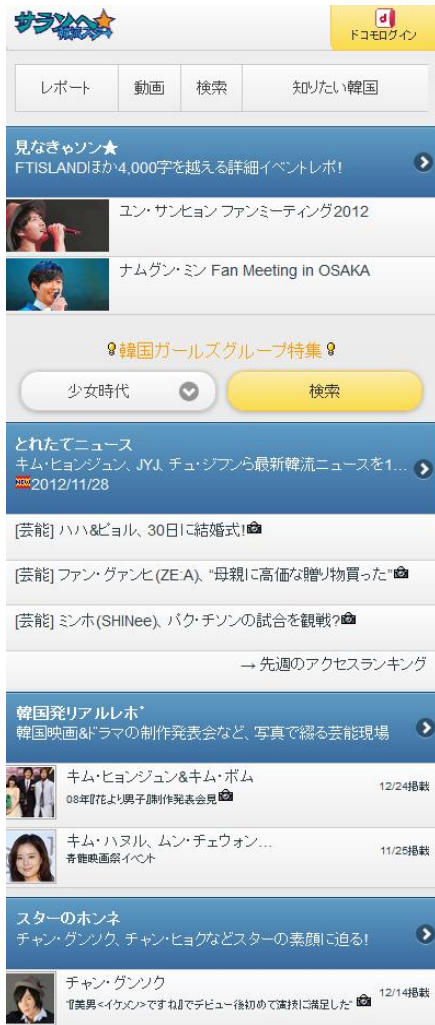 サラソヘ
韓流スター
d
ドコモログイン
レポート
動画
検索
知りたい韓国
見なきゃソン★
FTISLANDほか4,000字を越える詳細イベントレポ!
ユン・サンヒョン ファンミーティング2012
ナムグン・ミン Fan Meeting in OSAKA
韓国ガールズグループ特集
少女時代
検索
とれたてニュース
キム・ヒョンジュン、JYJ、チュ・ジフンら最新韓流ニュースを1...
NEW 2012/11/28
[芸能] ハハ&ピョル、30日に結婚式!
[芸能] ファン・グァンヒ(ZE:A)、“母親に高価な贈り物買った”
[芸能] ミンホ(SHINee)、パク・チソンの試合を観戦?
→先週のアクセスランキング
韓国発リアルレポ
韓国映画&ドラマの制作発表会など、写真で綴る芸能現場
キム・ヒョンジュン&キム・ボム
12/24掲載
08年『花より男子』制作発表会見
キム・ハヌル、ムン・チェウォン...
11/25掲載
青龍映画祭イベント
スターのホンネ
チャン・グンソク、チャン・ヒョクなどスターの素顔に迫る!
チャン・グンソク
12/14掲載
“『美男<イケメン>ですね』でデビュー後初めて演技に満足した”